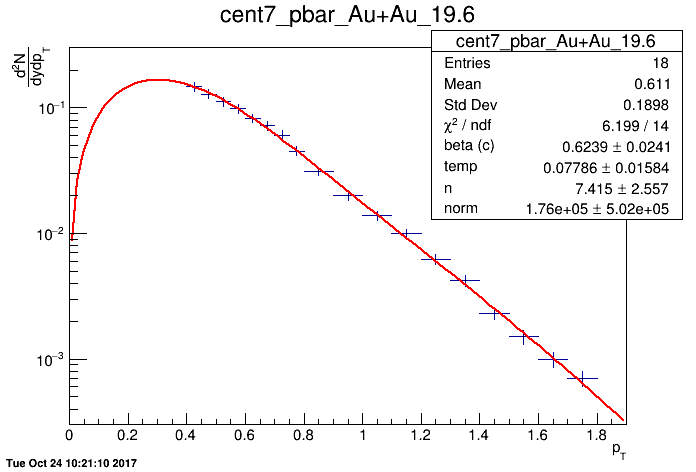 cent7_pbar_Au+Au_19.6
d²N
dydp_T
cent7_pbar_Au+Au_19.6
Entries 18
Mean 0.611
Std Dev 0.1898
χ² / ndf 6.199 / 14
beta (c) 0.6239 ± 0.0241
temp 0.07786 ± 0.01584
n 7.415 ± 2.557
norm 1.76e+05 ± 5.02e+05
10⁻¹
10⁻²
10⁻³
0 0.2 0.4 0.6 0.8 1 1.2 1.4 1.6 1.8
p_T
Tue Oct 24 10:21:10 2017